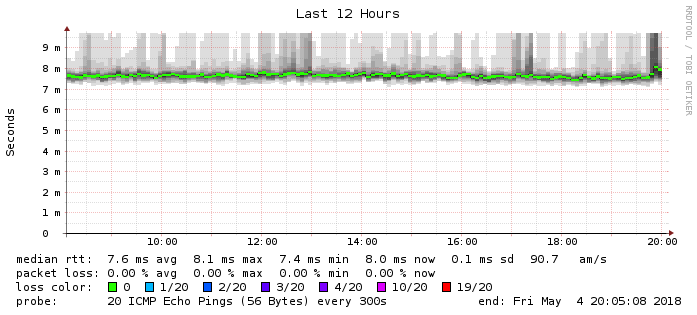 Last 12 Hours
RRDTOOL / TOBI OETIKER
Seconds
9 m
8 m
7 m
6 m
5 m
4 m
3 m
2 m
1 m
0
10:00 12:00 14:00 16:00 18:00 20:00
median rtt: 7.6 ms avg 8.1 ms max 7.4 ms min 8.0 ms now 0.1 ms sd 90.7 am/s
packet loss: 0.00 % avg 0.00 % max 0.00 % min 0.00 % now
loss color: 0 1/20 2/20 3/20 4/20 10/20 19/20
probe: 20 ICMP Echo Pings (56 Bytes) every 300s end: Fri May 4 20:05:08 2018